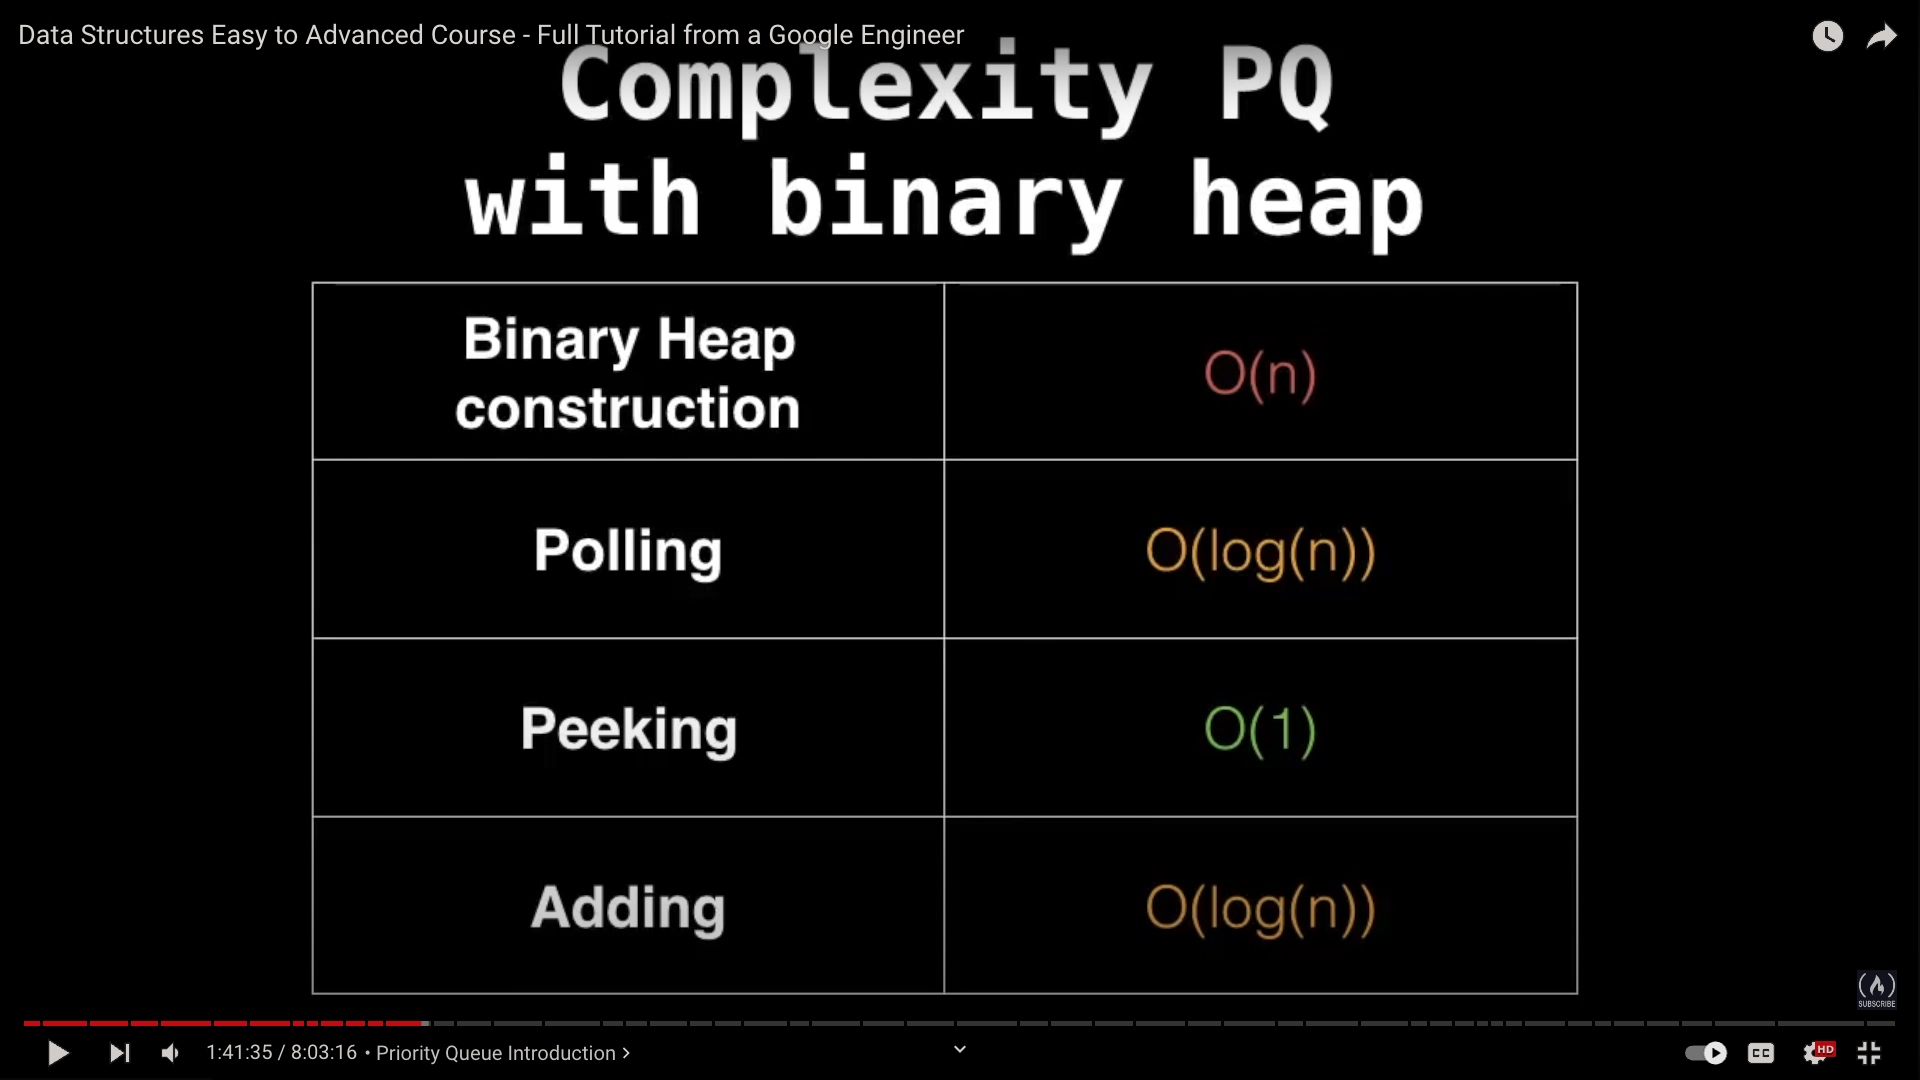 Data Structures Easy to Advanced Course - Full Tutorial from a Google Engineer
Complexity PQ
with binary heap
Binary Heap
construction
O(n)
Polling
O(log(n))
Peeking
O(1)
Adding
O(log(n))
SUBSCRIBE
1:41:35 / 8:03:16 • Priority Queue Introduction
CC
HD